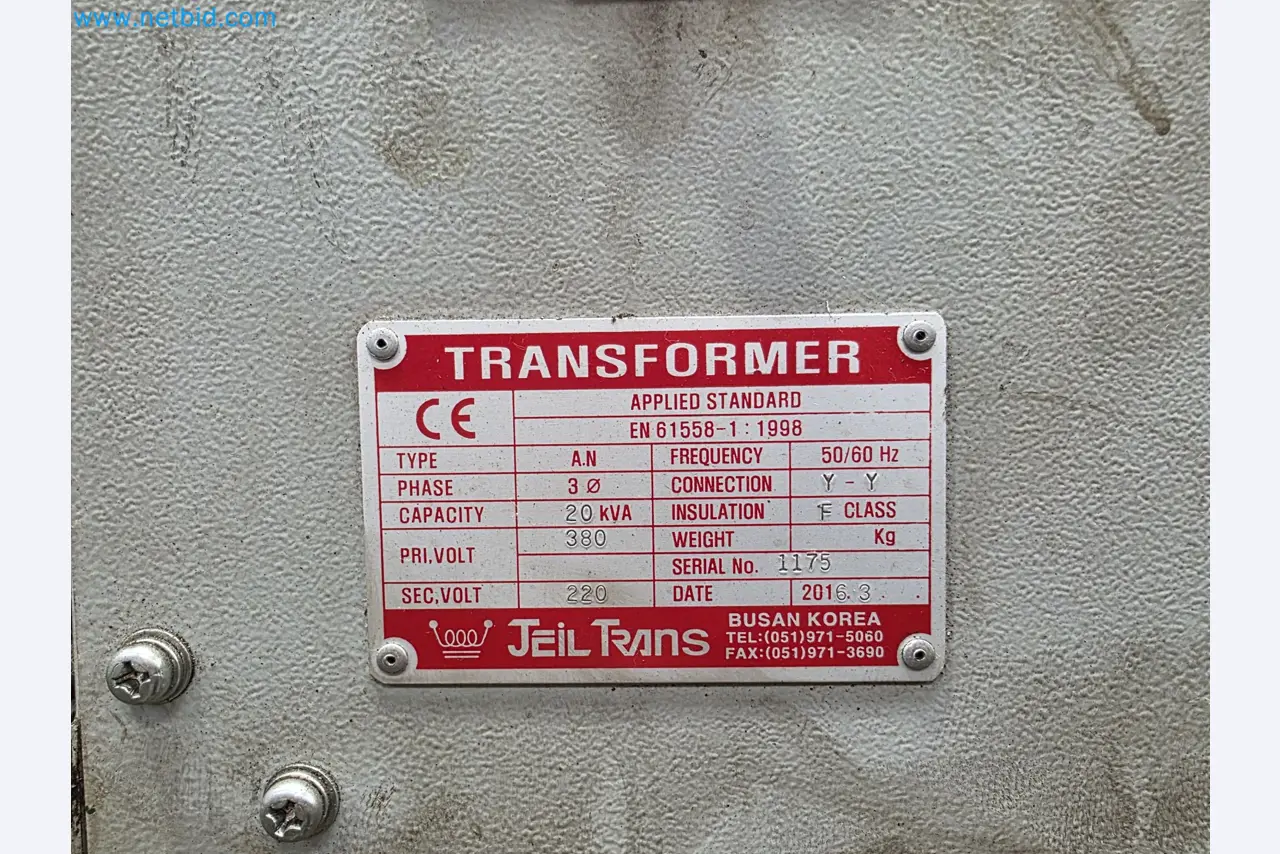 www.netbid.com
TRANSFORMER
CE
APPLIED STANDARD
EN 61558-1 : 1998
TYPE A.N FREQUENCY 50/60 Hz
PHASE 3 Ø CONNECTION Y - Y
CAPACITY 20 kVA INSULATION F CLASS
PRI,VOLT 380 WEIGHT Kg
SERIAL No. 1175
SEC,VOLT 220 DATE 2016. 3 .
JEIL TRANS
BUSAN KOREA
TEL:(051)971-5060
FAX:(051)971-3690